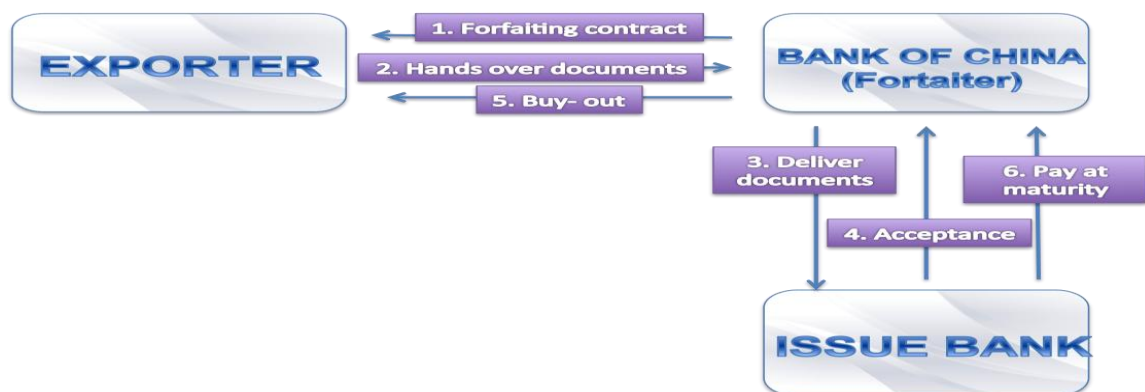 1. Forfaiting contract
EXPORTER
2. Hands over documents
5. Buy- out
BANK OF CHINA
(Fortaiter)
3. Deliver
documents
6. Pay at
maturity
4. Acceptance
ISSUE BANK